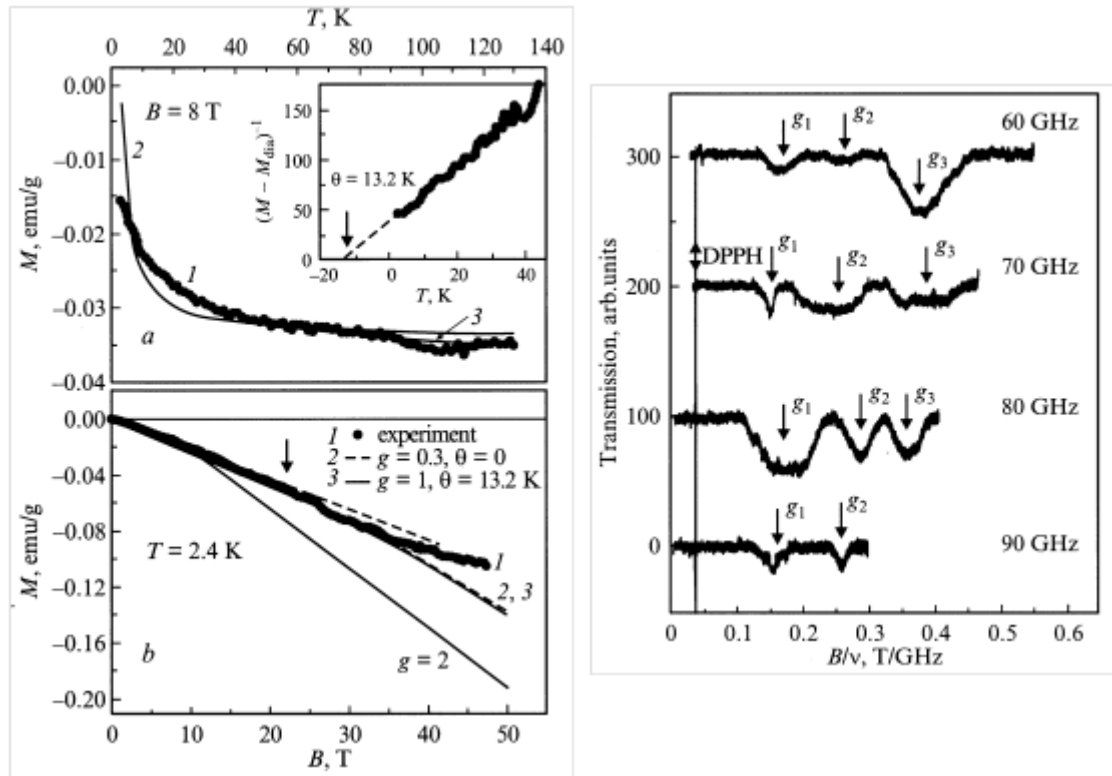 T, K
0 20 40 60 80 100 120 140
0.00
–0.01
–0.02
–0.03
–0.04
M, emu/g
B = 8 T
2
1
3
a
150
100
50
0
(M – M_dia)^–1
θ = 13.2 K
–20 0 20 40
T, K
0.00
–0.04
–0.08
–0.12
–0.16
–0.20
M, emu/g
1 • experiment
2 --- g = 0.3, θ = 0
3 — g = 1, θ = 13.2 K
T = 2.4 K
1
2, 3
g = 2
b
0 10 20 30 40 50
B, T
60 GHz
g1 g2 g3
300
DPPH
70 GHz
g1 g2 g3
200
80 GHz
g1 g2 g3
100
90 GHz
g1 g2
0
Transmission, arb.units
0 0.1 0.2 0.3 0.4 0.5 0.6
B/ν, T/GHz